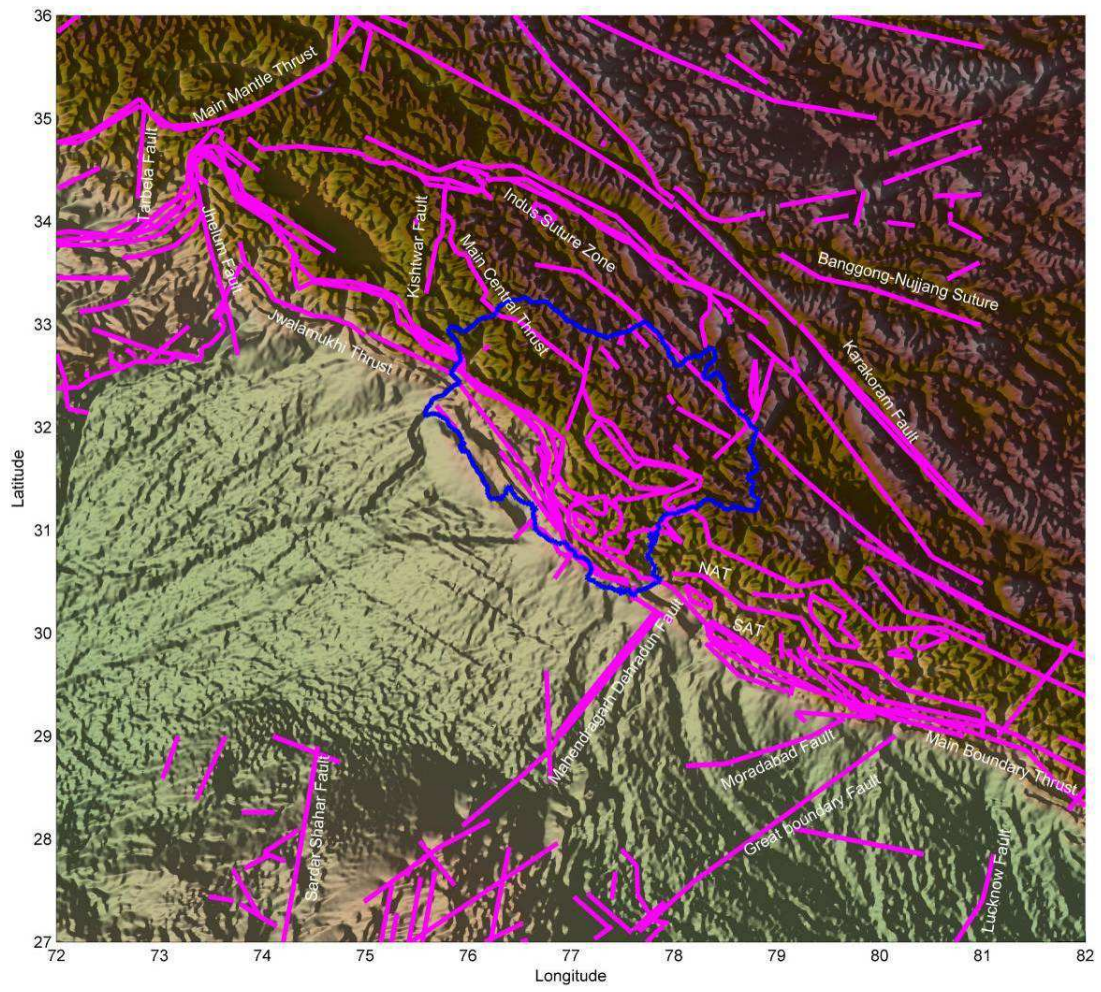 36
35
34
33
32
31
30
29
28
27
Latitude
72
73
74
75
76
77
78
79
80
81
82
Longitude
Main Mantle Thrust
Tarbela Fault
Jhelum Fault
Kishtwar Fault
Indus Suture Zone
Main Central Thrust
Banggong-Nujjang Suture
Jwalamukhi Thrust
Karakoram Fault
NAT
SAT
Mahendragarh Dehradun Fault
Moradabad Fault
Main Boundary Thrust
Great boundary Fault
Sardar Shahar Fault
Lucknow Fault